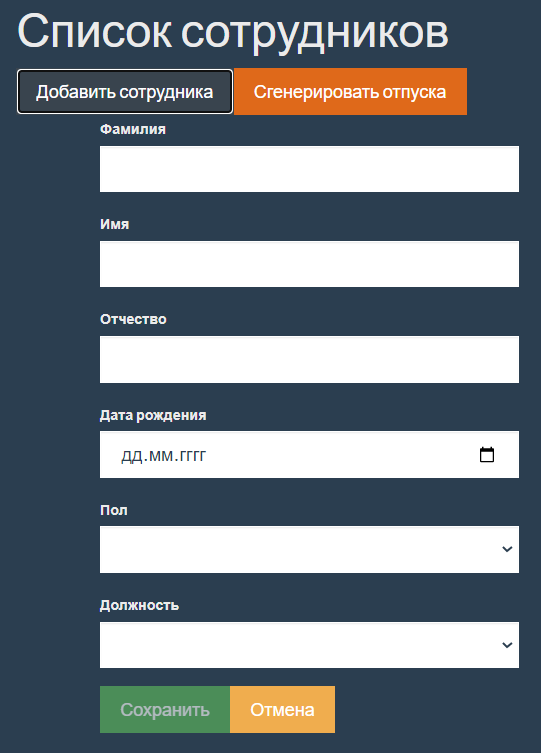 Список сотрудников
Добавить сотрудника Сгенерировать отпуска
Фамилия
Имя
Отчество
Дата рождения
дд.мм.гггг
Пол
Должность
Сохранить Отмена